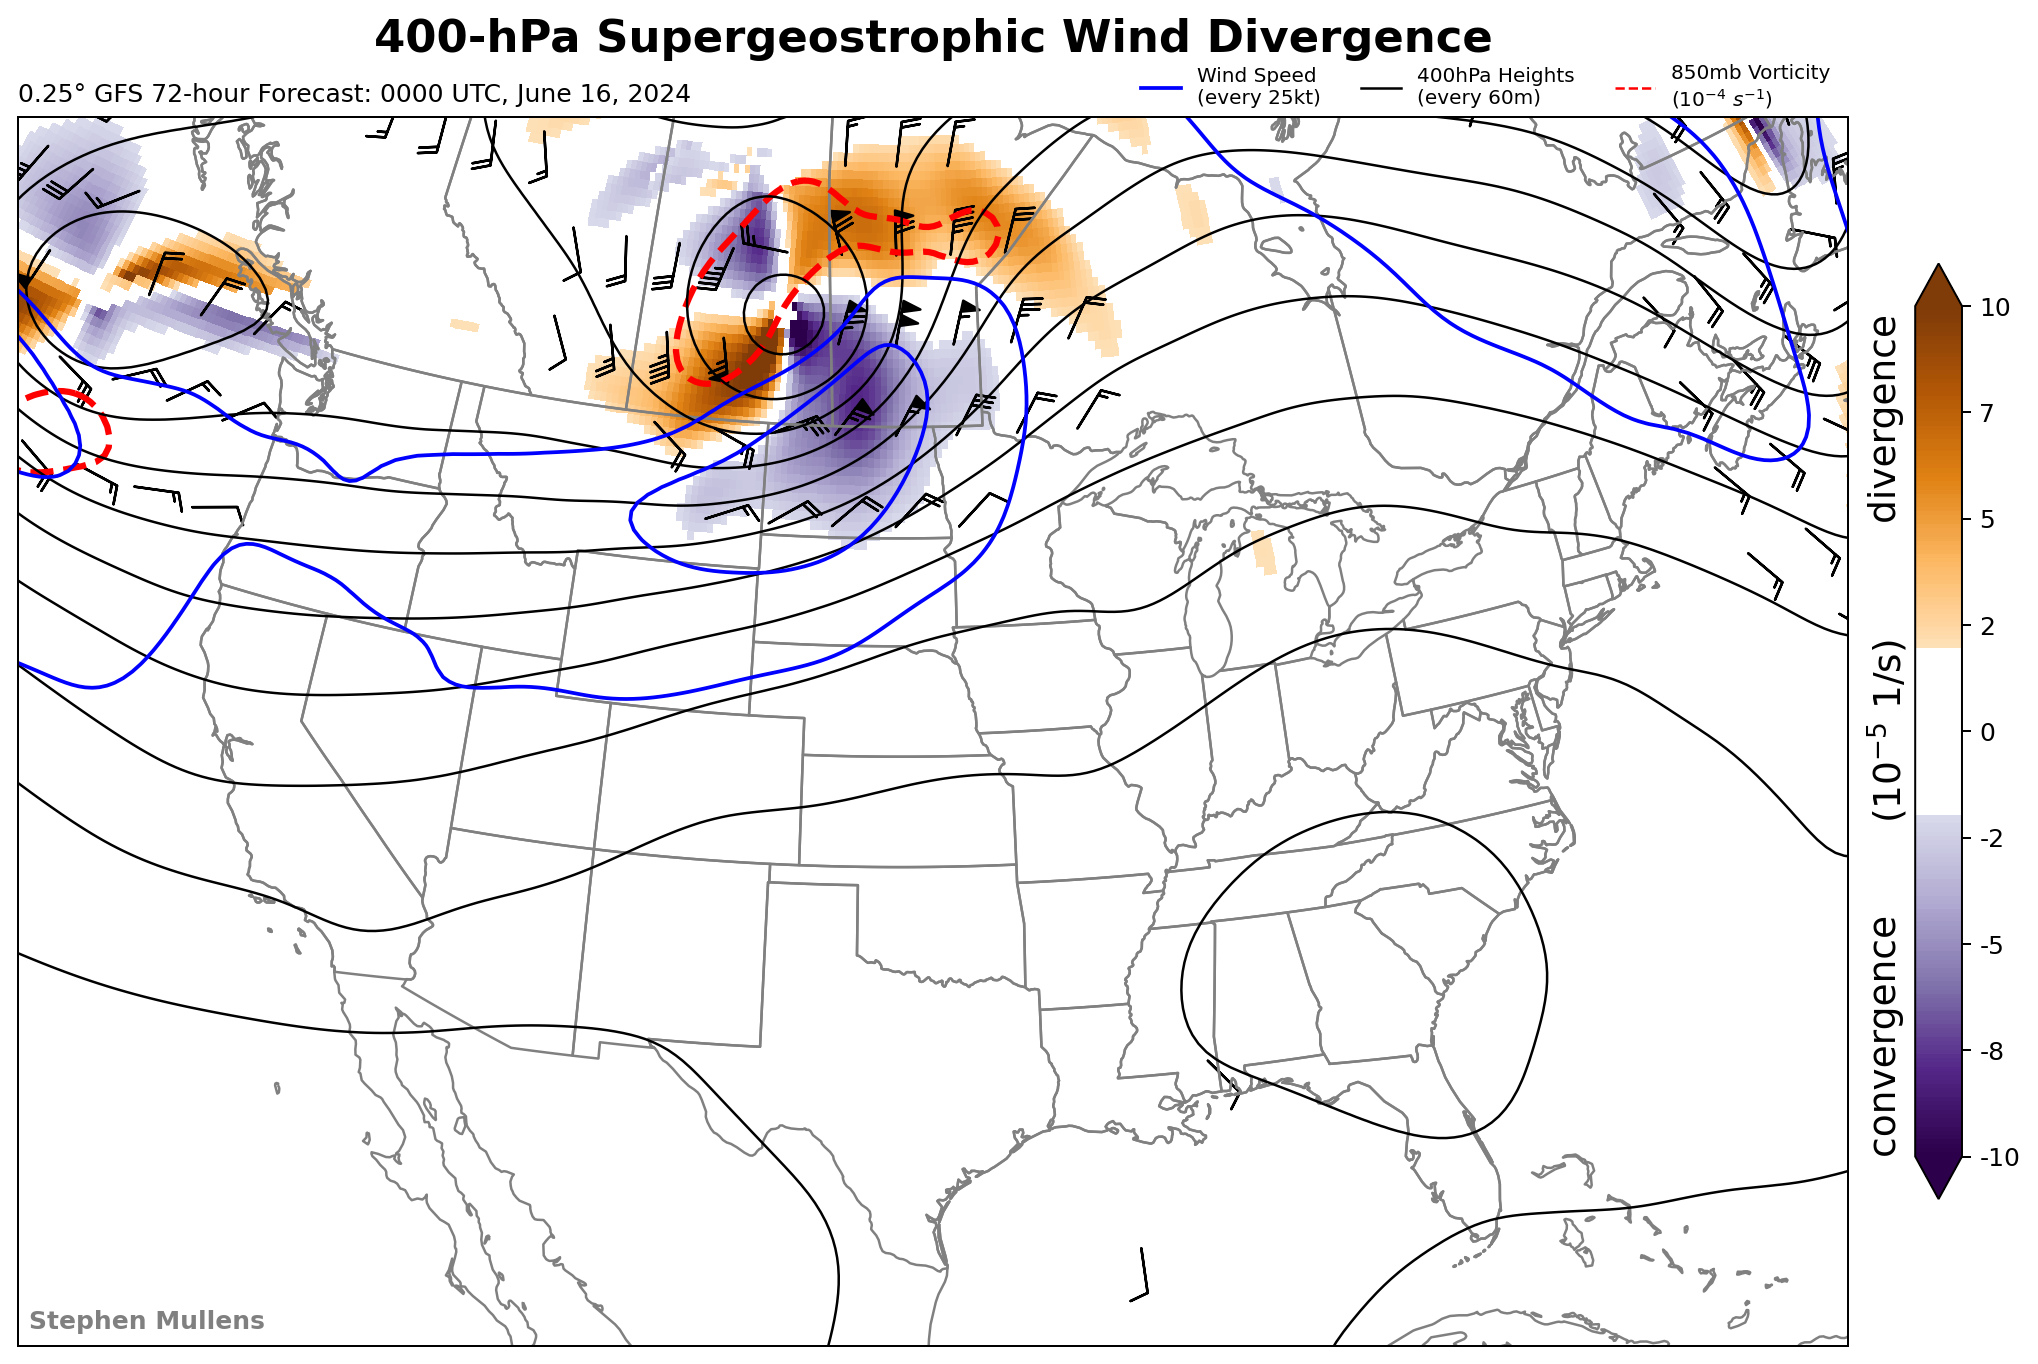 400-hPa Supergeostrophic Wind Divergence
0.25° GFS 72-hour Forecast: 0000 UTC, June 16, 2024
Wind Speed
(every 25kt)
400hPa Heights
(every 60m)
850mb Vorticity
(10⁻⁴ s⁻¹)
10
7
5
2
0
-2
-5
-8
-10
convergence (10⁻⁵ 1/s) divergence
Stephen Mullens